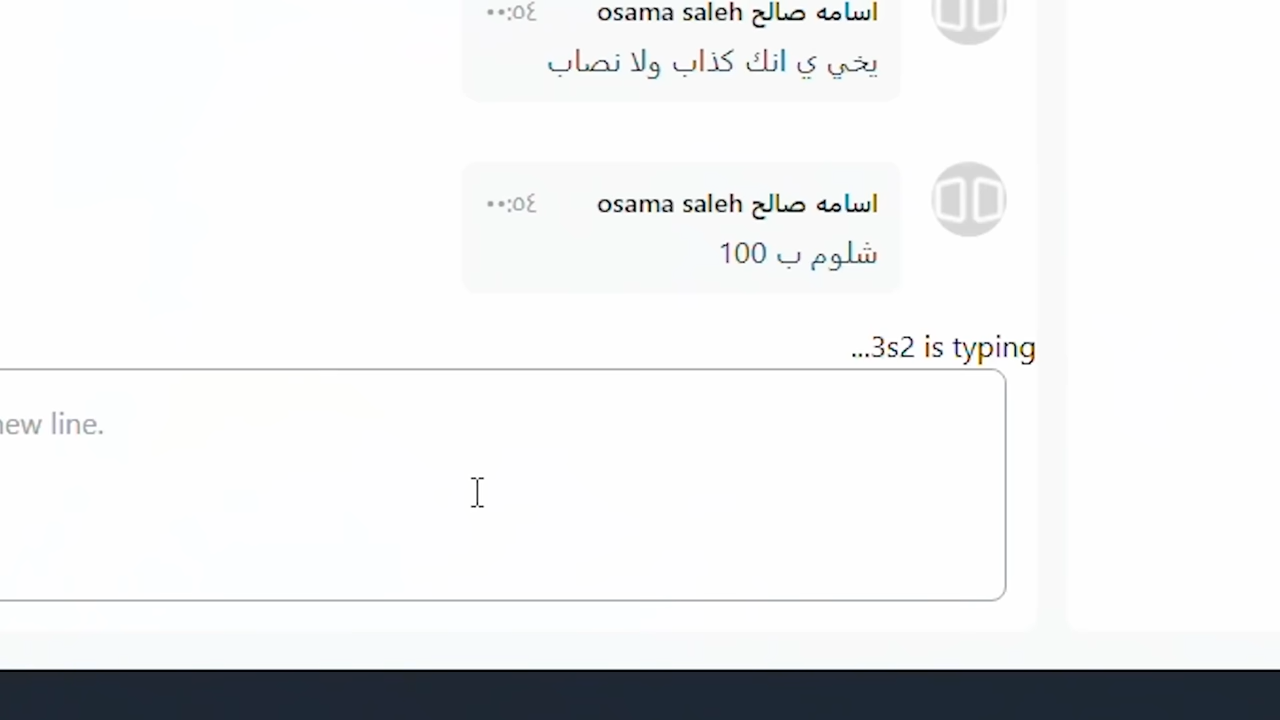 اسامه صالح osama saleh ٠٠:٥٤
يخي ي انك كذاب ولا نصاب
اسامه صالح osama saleh ٠٠:٥٤
شلوم ب 100
...3s2 is typing
new line.